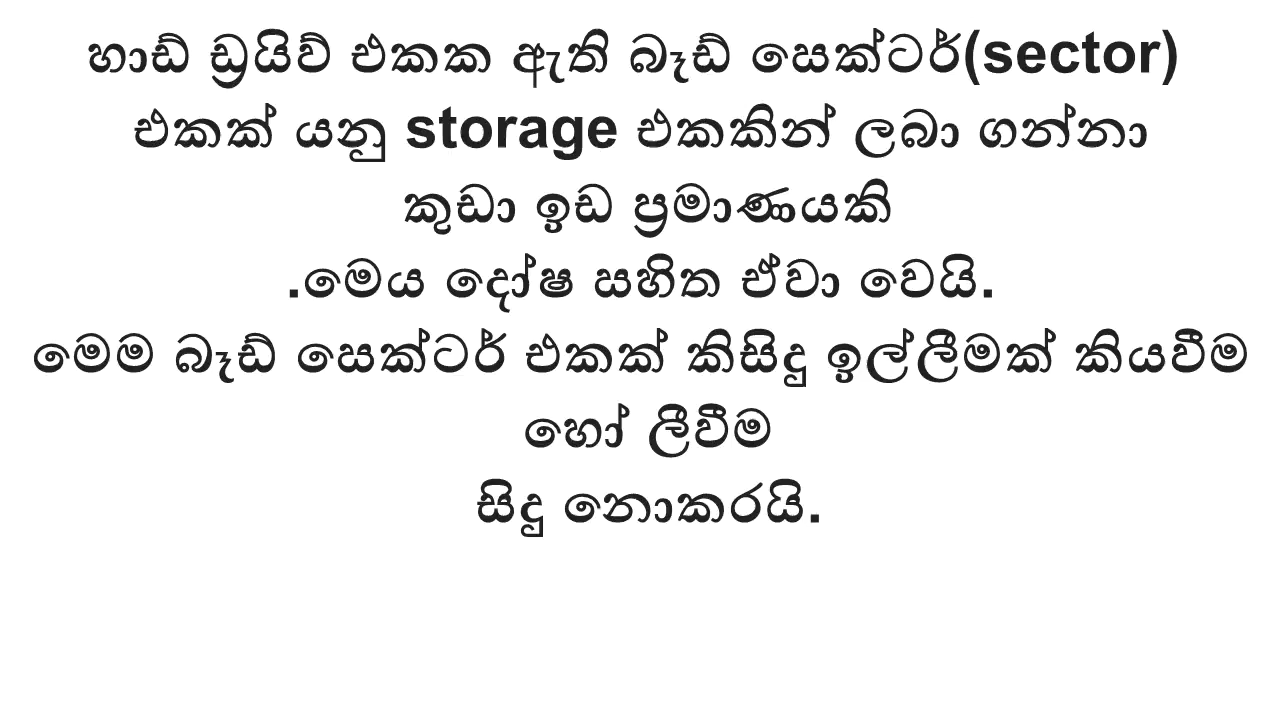 හාඩ් ඩ්‍රයිව් එකක ඇති බෑඩ් සෙක්ටර්(sector)
එකක් යනු storage එකකින් ලබා ගන්නා
කුඩා ඉඩ ප්‍රමාණයකි
.මෙය දෝෂ සහිත ඒවා වෙයි.
මෙම බෑඩ් සෙක්ටර් එකක් කිසිදු ඉල්ලීමක් කියවීම
හෝ ලිවීම
සිදු නොකරයි.